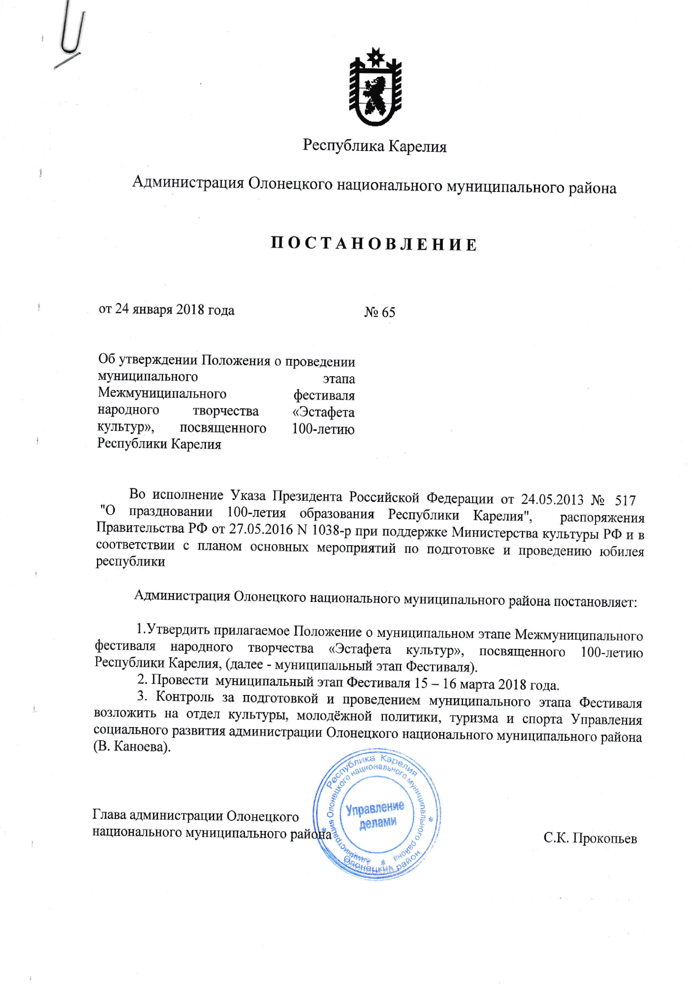 Республика Карелия
Администрация Олонецкого национального муниципального района
П О С Т А Н О В Л Е Н И Е
от 24 января 2018 года № 65
Об утверждении Положения о проведении
муниципального этапа
Межмуниципального фестиваля
народного творчества «Эстафета
культур», посвященного 100-летию
Республики Карелия
Во исполнение Указа Президента Российской Федерации от 24.05.2013 № 517
"О праздновании 100-летия образования Республики Карелия", распоряжения
Правительства РФ от 27.05.2016 N 1038-р при поддержке Министерства культуры РФ и в
соответствии с планом основных мероприятий по подготовке и проведению юбилея
республики
Администрация Олонецкого национального муниципального района постановляет:
1.Утвердить прилагаемое Положение о муниципальном этапе Межмуниципального
фестиваля народного творчества «Эстафета культур», посвященного 100-летию
Республики Карелия, (далее - муниципальный этап Фестиваля).
2. Провести муниципальный этап Фестиваля 15 – 16 марта 2018 года.
3. Контроль за подготовкой и проведением муниципального этапа Фестиваля
возложить на отдел культуры, молодёжной политики, туризма и спорта Управления
социального развития администрации Олонецкого национального муниципального района
(В. Каноева).
Глава администрации Олонецкого
национального муниципального района С.К. Прокопьев
Республика Карелия
Администрация Олонецкого национального муниципального района
Управление
делами
Олонецкий район